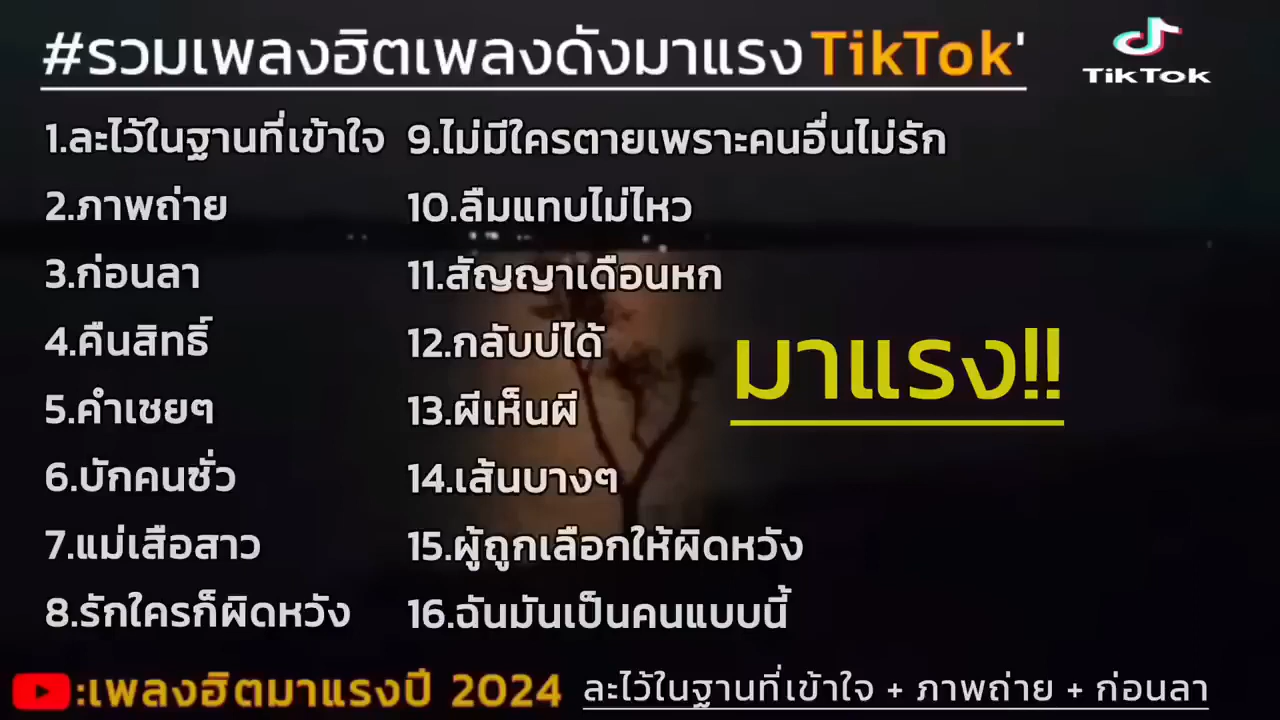 #รวมเพลงฮิตเพลงดังมาแรง TikTok'
TikTok
1.ละไว้ในฐานที่เข้าใจ
2.ภาพถ่าย
3.ก่อนลา
4.คืนสิทธิ์
5.คำเชยๆ
6.บักคนชั่ว
7.แม่เสือสาว
8.รักใครก็ผิดหวัง
9.ไม่มีใครตายเพราะคนอื่นไม่รัก
10.ลืมแทบไม่ไหว
11.สัญญาเดือนหก
12.กลับบ่ได้
13.ผีเห็นผี
14.เส้นบางๆ
15.ผู้ถูกเลือกให้ผิดหวัง
16.ฉันมันเป็นคนแบบนี้
มาแรง!!
:เพลงฮิตมาแรงปี 2024
ละไว้ในฐานที่เข้าใจ + ภาพถ่าย + ก่อนลา